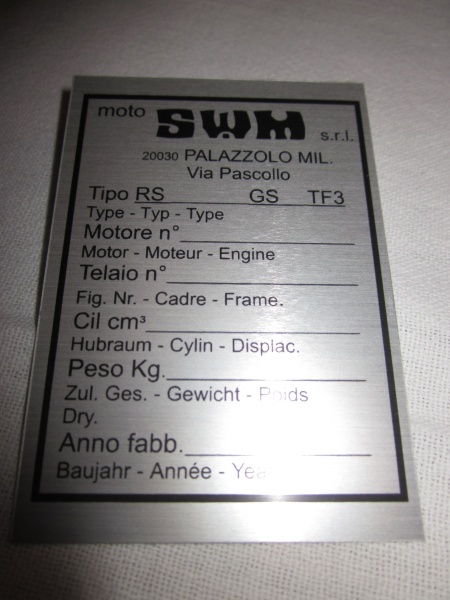 moto SWM s.r.l.
20030 PALAZZOLO MIL.
Via Pascollo
Tipo RS GS TF3
Type - Typ - Type
Motore n°
Motor - Moteur - Engine
Telaio n°
Fig. Nr. - Cadre - Frame.
Cil cm³
Hubraum - Cylin - Displac.
Peso Kg.
Zul. Ges. - Gewicht - Poids
Dry.
Anno fabb.
Baujahr - Année - Year